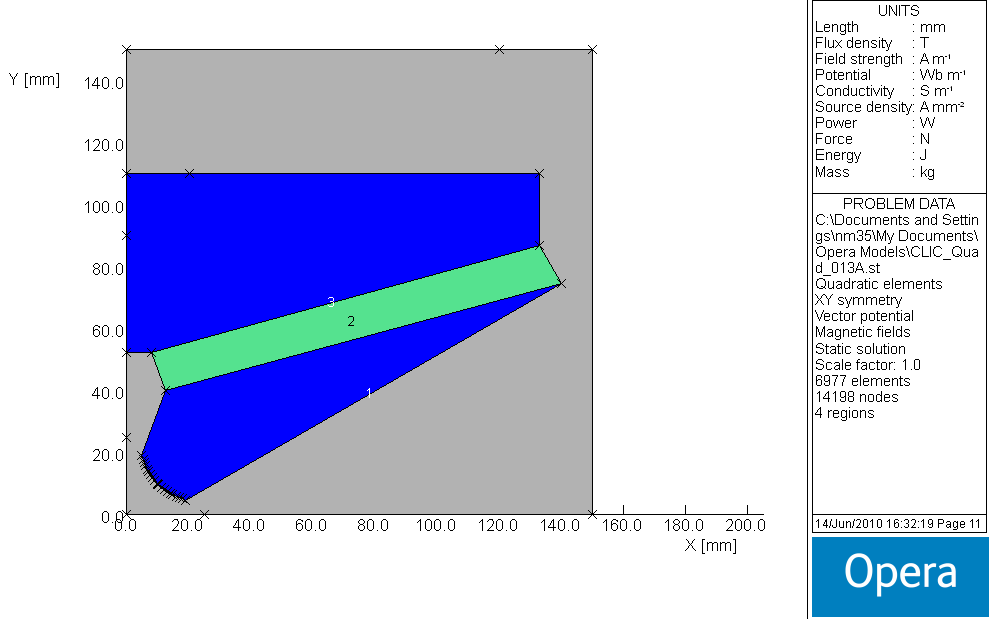 Y [mm]
140.0
120.0
100.0
80.0
60.0
40.0
20.0
0.0
3
2
1
0.0 20.0 40.0 60.0 80.0 100.0 120.0 140.0 160.0 180.0 200.0
X [mm]
UNITS
Length : mm
Flux density : T
Field strength : A m⁻¹
Potential : Wb m⁻¹
Conductivity : S m⁻¹
Source density: A mm⁻²
Power : W
Force : N
Energy : J
Mass : kg
PROBLEM DATA
C:\Documents and Settin
gs\nm35\My Documents\
Opera Models\CLIC_Qua
d_013A.st
Quadratic elements
XY symmetry
Vector potential
Magnetic fields
Static solution
Scale factor: 1.0
6977 elements
14198 nodes
4 regions
14/Jun/2010 16:32:19 Page 11
Opera